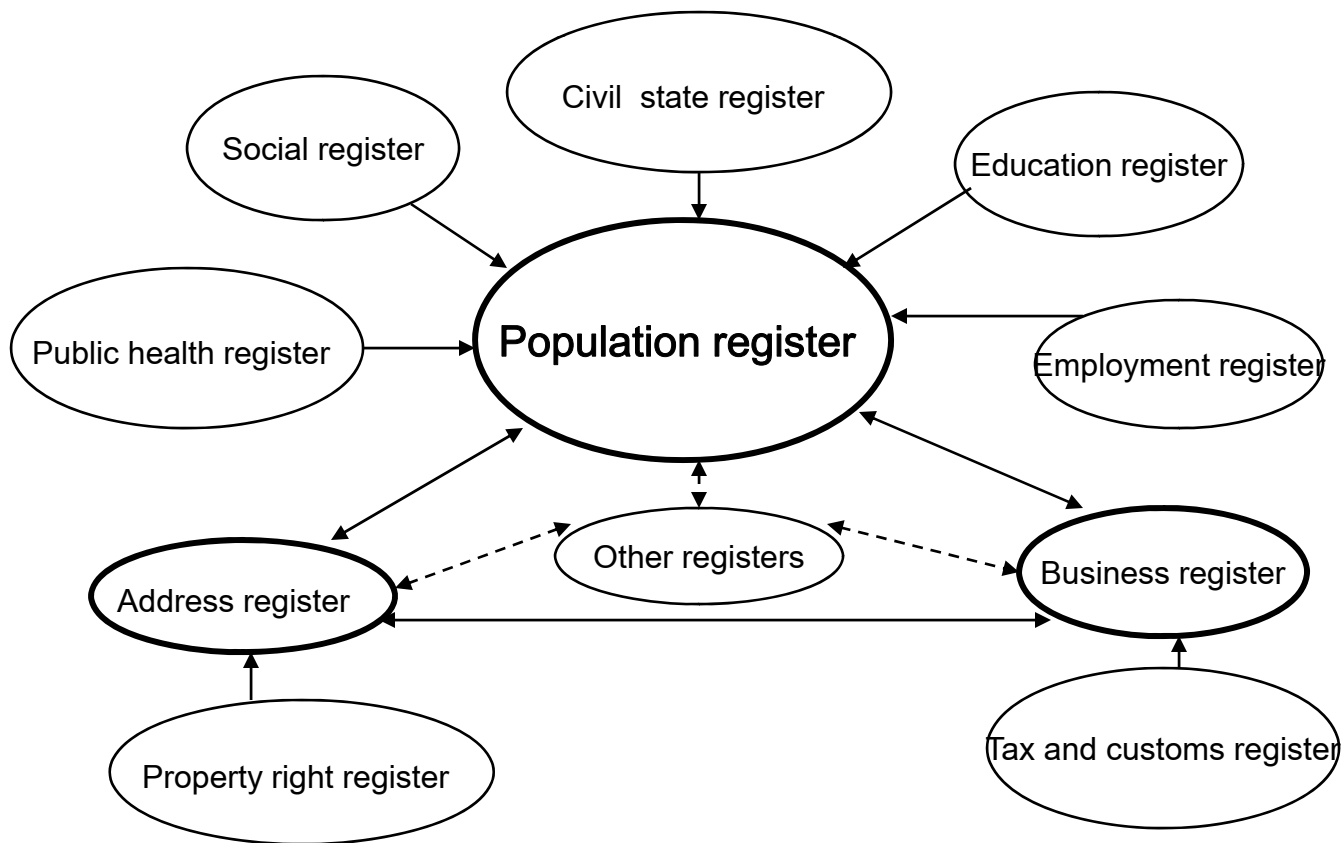 Civil  state register
Social register
Education register
Population register
Public health register
Employment register
Other registers
Business register
Address register
Tax and customs register
Property right register